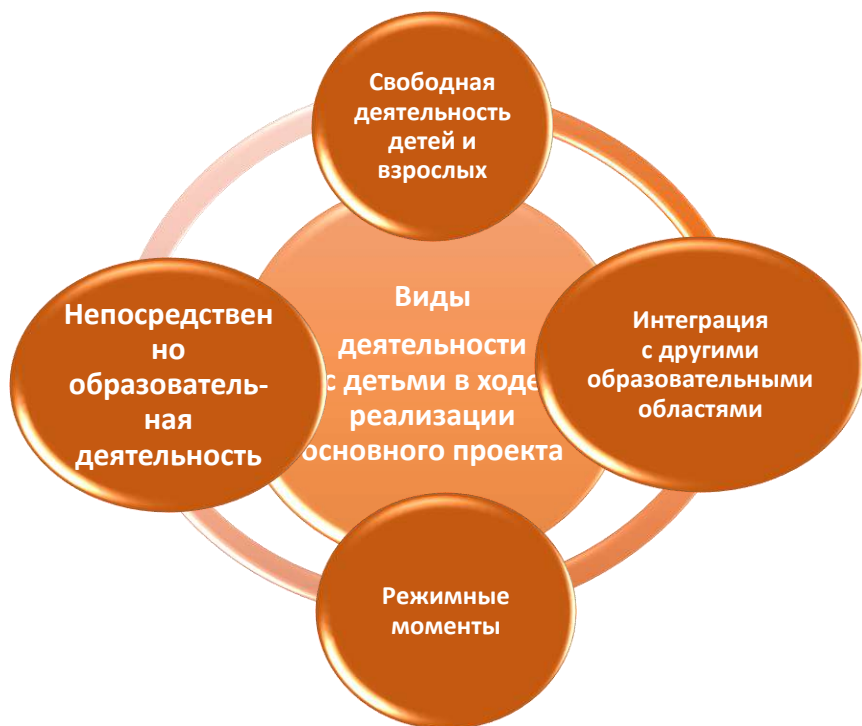 Свободная
деятельность
детей и
взрослых
Непосредствен
но
образователь-
ная
деятельность
Виды
деятельности
с детьми в ходе
реализации
основного проекта
Интеграция
с другими
образовательными
областями
Режимные
моменты